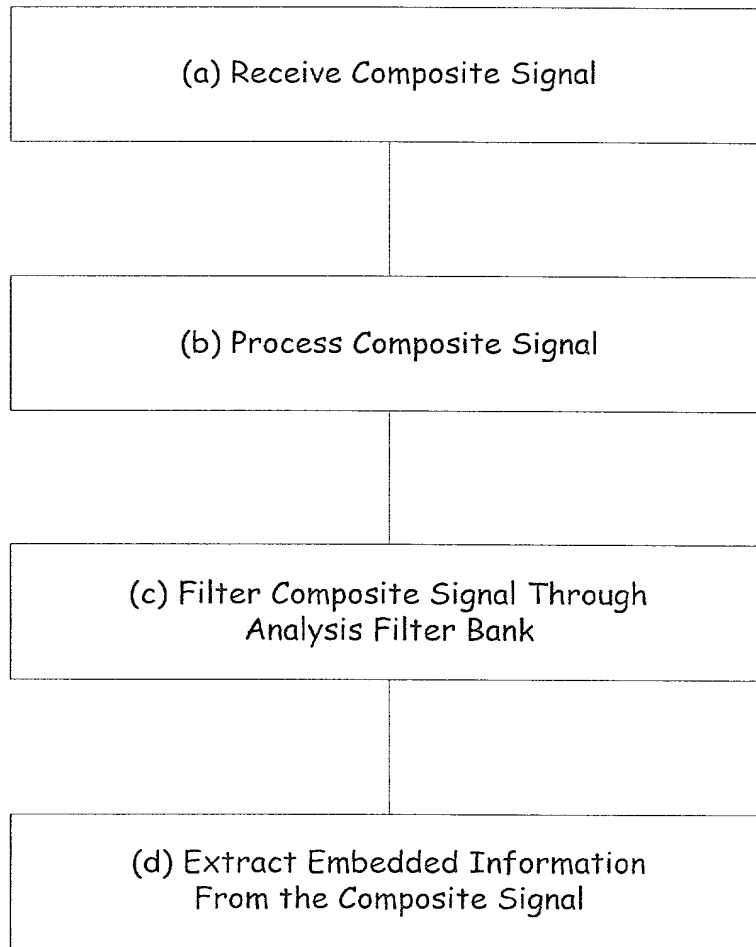 (a) Receive Composite Signal
(b) Process Composite Signal
(c) Filter Composite Signal Through
Analysis Filter Bank
(d) Extract Embedded Information
From the Composite Signal